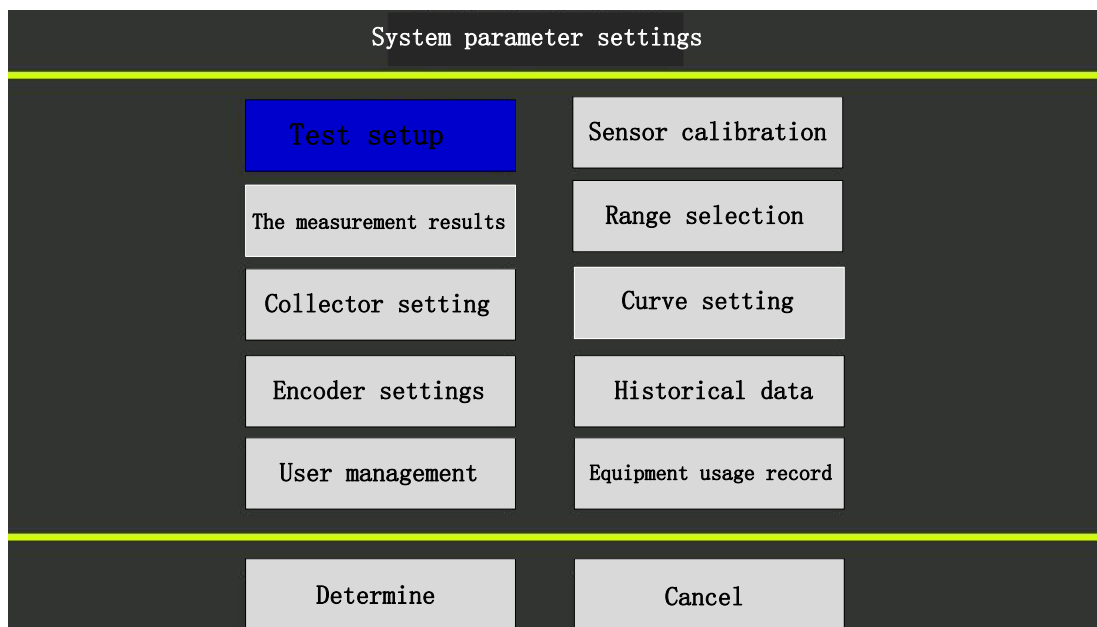 System parameter settings
Test setup
Sensor calibration
The measurement results
Range selection
Collector setting
Curve setting
Encoder settings
Historical data
User management
Equipment usage record
Determine
Cancel